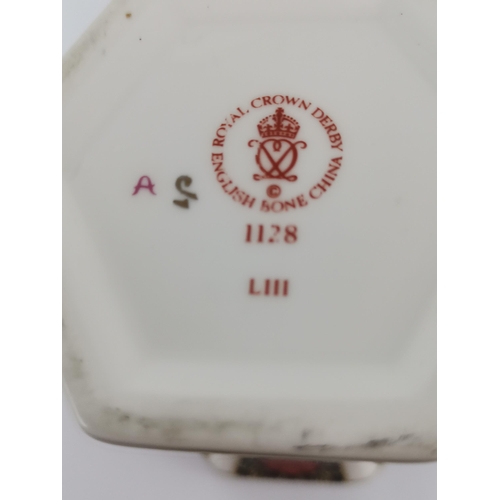 ROYAL CROWN DERBY
ENGLISH BONE CHINA
©
A
1128
LIII